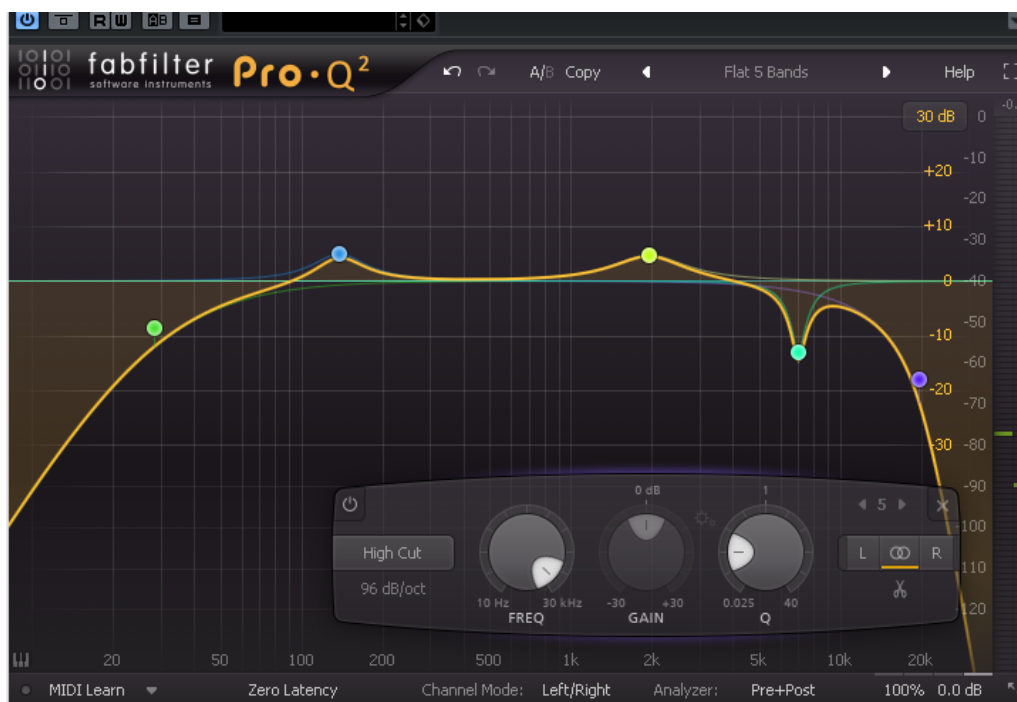 R W AB
fabfilter Pro·Q²
software instruments
A/B Copy Flat 5 Bands Help
30 dB 0 -0.
-10
+20
-20
+10
-30
0 -40
-50
-10
-60
-20
-70
-30 -80
-90
0 dB 1
5
-100
High Cut L R
-110
96 dB/oct
10 Hz 30 kHz -30 +30 0.025 40
-120
FREQ GAIN Q
20 50 100 200 500 1k 2k 5k 10k 20k
MIDI Learn Zero Latency Channel Mode: Left/Right Analyzer: Pre+Post 100% 0.0 dB